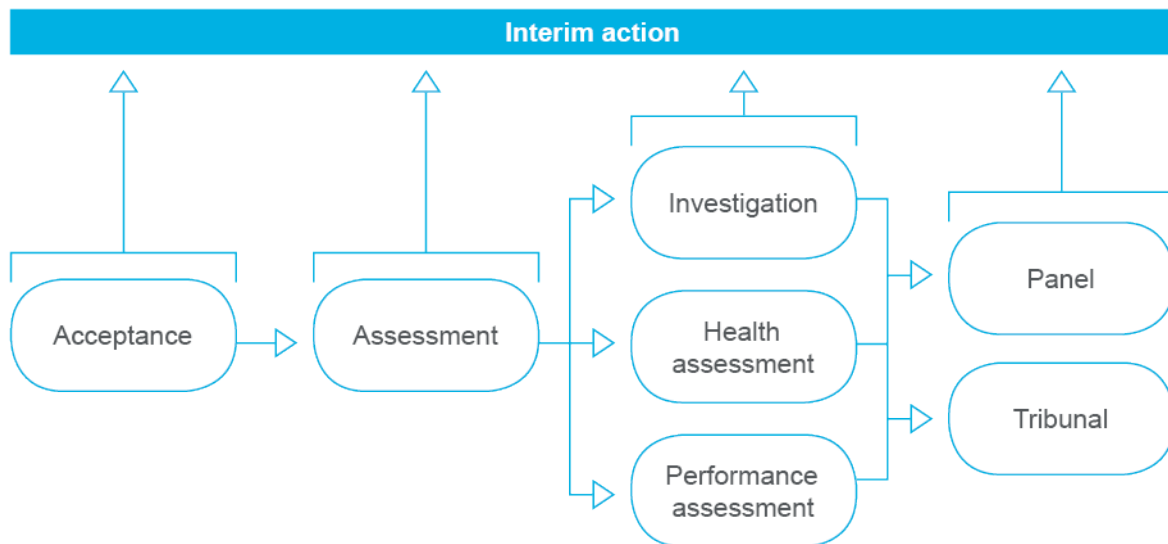 Interim action
Acceptance
Assessment
Investigation
Health
assessment
Performance
assessment
Panel
Tribunal